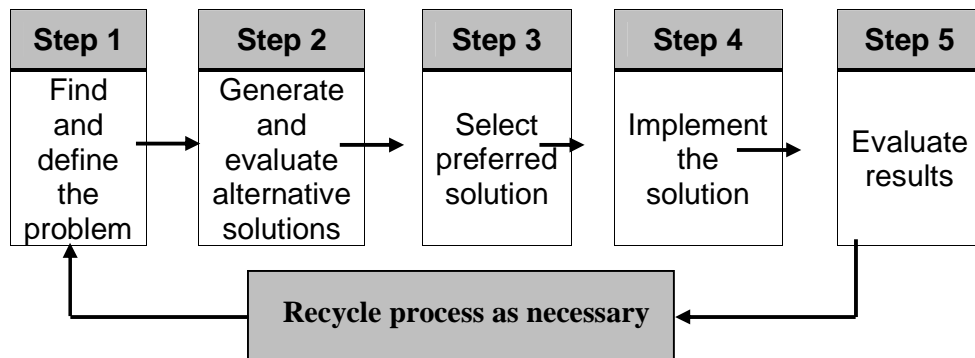 Step 1
Find
and
define
the
problem
Step 2
Generate
and
evaluate
alternative
solutions
Step 3
Select
preferred
solution
Step 4
Implement
the
solution
Step 5
Evaluate
results
Recycle process as necessary